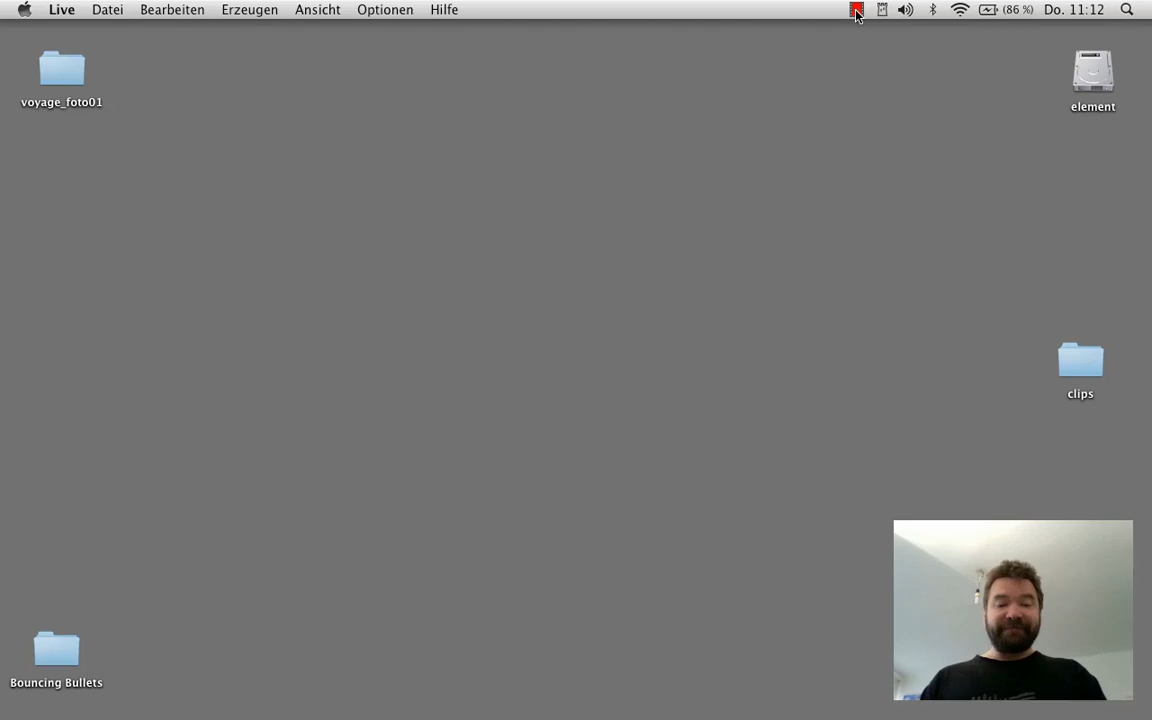 Live Datei Bearbeiten Erzeugen Ansicht Optionen Hilfe (86 %) Do. 11:12
voyage_foto01
element
clips
Bouncing Bullets